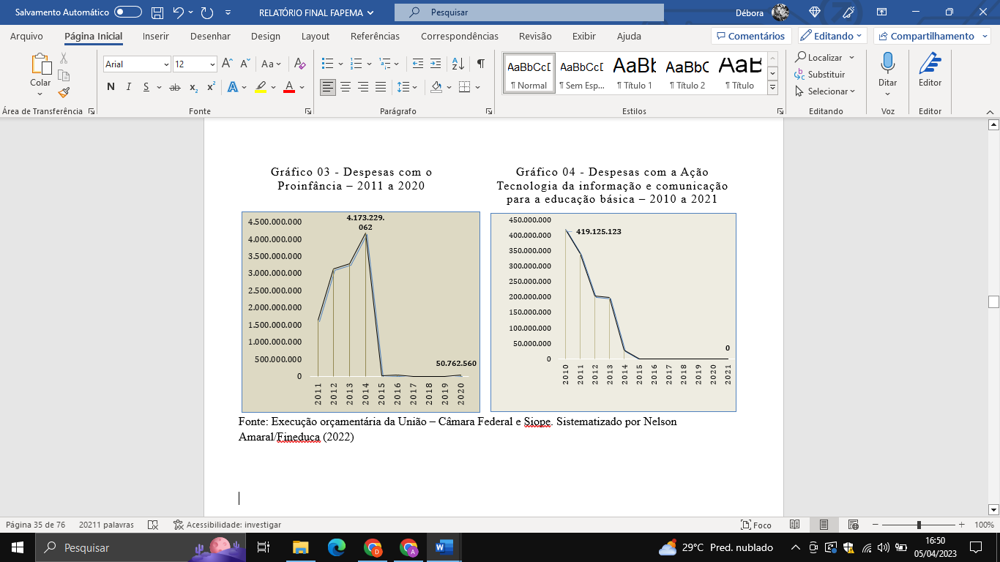 Salvamento Automático
RELATÓRIO FINAL FAPEMA
Pesquisar
Débora
Arquivo
Página Inicial
Inserir
Desenhar
Design
Layout
Referências
Correspondências
Revisão
Exibir
Ajuda
Comentários
Editando
Compartilhamento
Colar
Área de Transferência
Arial
12
Aa
N I S ab x₂ x² A A
Fonte
Parágrafo
AaBbCcD AaBbCcD AaBb AaBbC AaB
¶ Normal
¶ Sem Esp...
¶ Título 1
¶ Título 2
¶ Título
Estilos
Localizar
Substituir
Selecionar
Editando
Ditar
Voz
Editor
Editor
Gráfico 03 - Despesas com o
Proinfância – 2011 a 2020
4.500.000.000
4.000.000.000
3.500.000.000
3.000.000.000
2.500.000.000
2.000.000.000
1.500.000.000
1.000.000.000
500.000.000
0
4.173.229.
062
50.762.560
2011 2012 2013 2014 2015 2016 2017 2018 2019 2020
Gráfico 04 - Despesas com a Ação
Tecnologia da informação e comunicação
para a educação básica – 2010 a 2021
450.000.000
400.000.000
350.000.000
300.000.000
250.000.000
200.000.000
150.000.000
100.000.000
50.000.000
0
419.125.123
0
2010 2011 2012 2013 2014 2015 2016 2017 2018 2019 2020 2021
Fonte: Execução orçamentária da União – Câmara Federal e Siope. Sistematizado por Nelson
Amaral/Fineduca (2022)
Página 35 de 76
20211 palavras
Acessibilidade: investigar
Foco
100%
Pesquisar
29°C Pred. nublado
16:50
05/04/2023